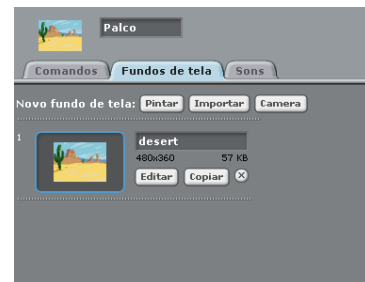 Palco
Comandos Fundos de tela Sons
Novo fundo de tela: Pintar Importar Camera
1
desert
480x360 57 KB
Editar Copiar